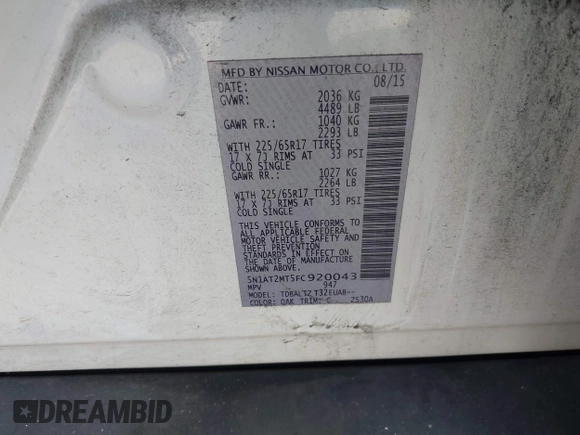 MFD BY NISSAN MOTOR CO., LTD.
DATE: 08/15
GVWR: 2036 KG
4489 LB
GAWR FR.: 1040 KG
2293 LB
WITH 225/65R17 TIRES
17 X 7J RIMS AT 33 PSI
COLD SINGLE
GAWR RR.: 1027 KG
2264 LB
WITH 225/65R17 TIRES
17 X 7J RIMS AT 33 PSI
COLD SINGLE
THIS VEHICLE CONFORMS TO
ALL APPLICABLE FEDERAL
MOTOR VEHICLE SAFETY AND
THEFT PREVENTION
STANDARDS IN EFFECT ON
THE DATE OF MANUFACTURE
SHOWN ABOVE.
5N1AT2MT5FC920043
MPV 947
MODEL: T32EUA8--
COLOR: QAK TRIM: C 2530A
DREAMBID